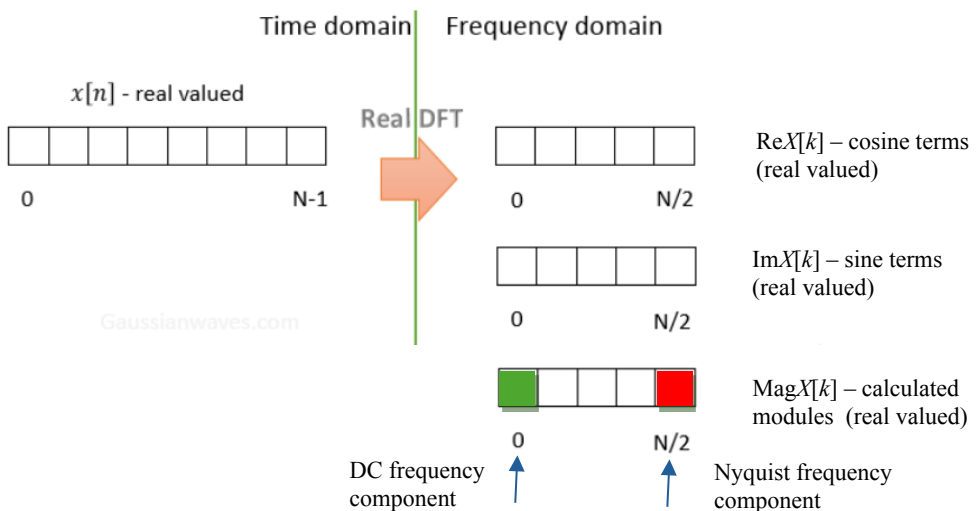 Time domain
Frequency domain
x[n] - real valued
Real DFT
0
N-1
0
N/2
ReX[k] – cosine terms
(real valued)
0
N/2
ImX[k] – sine terms
(real valued)
Gaussianwaves.com
0
N/2
MagX[k] – calculated
modules (real valued)
DC frequency
component
Nyquist frequency
component